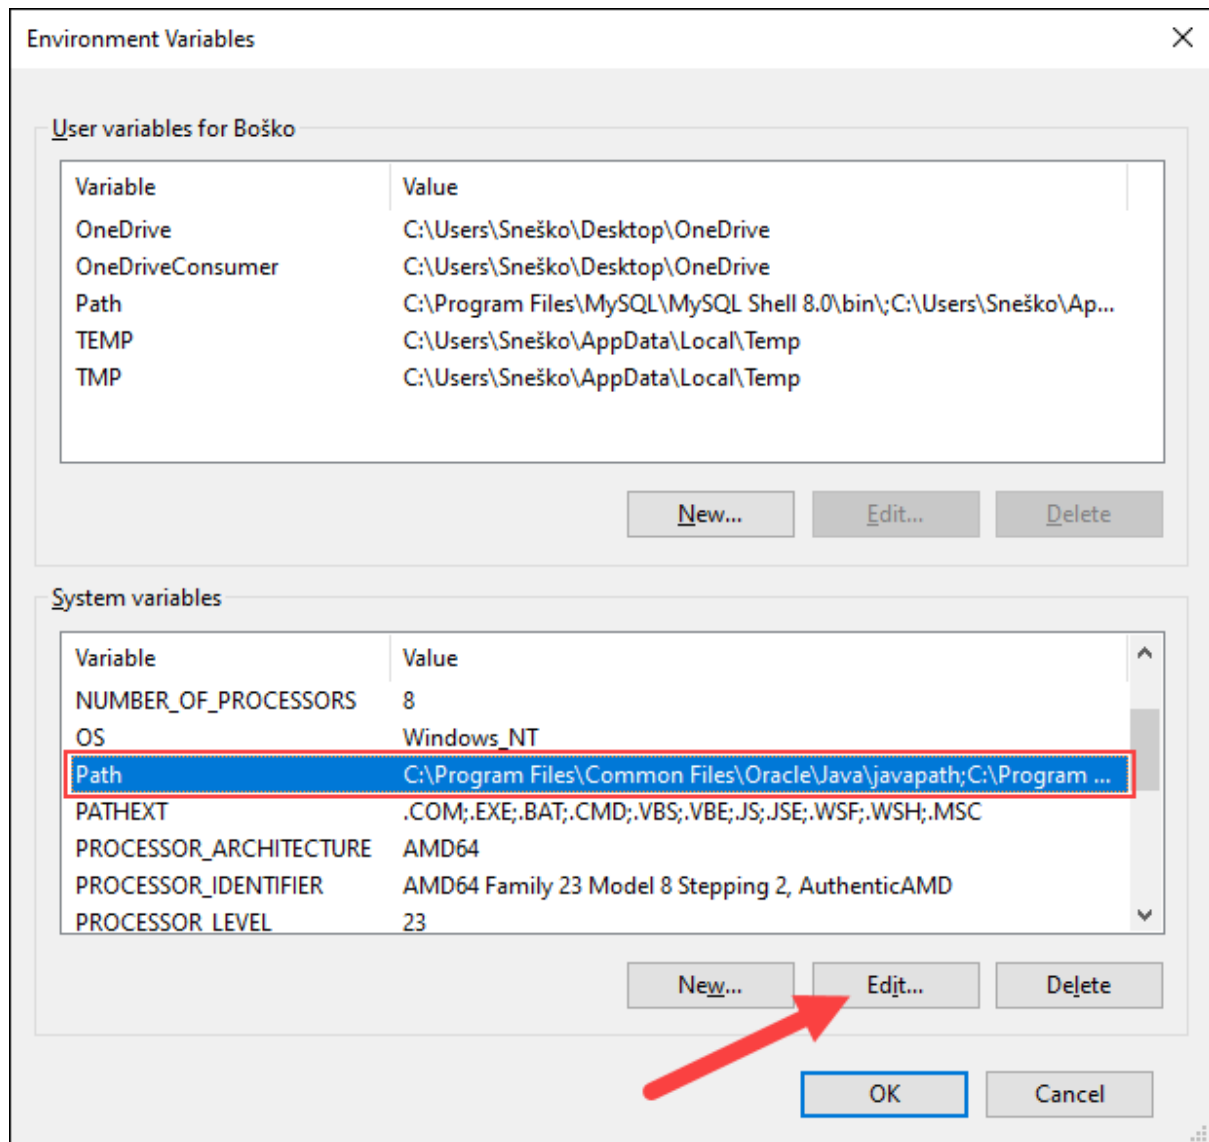 Environment Variables
User variables for Boško
Variable Value
OneDrive C:\Users\Sneško\Desktop\OneDrive
OneDriveConsumer C:\Users\Sneško\Desktop\OneDrive
Path C:\Program Files\MySQL\MySQL Shell 8.0\bin\;C:\Users\Sneško\Ap...
TEMP C:\Users\Sneško\AppData\Local\Temp
TMP C:\Users\Sneško\AppData\Local\Temp
New... Edit... Delete
System variables
Variable Value
NUMBER_OF_PROCESSORS 8
OS Windows_NT
Path C:\Program Files\Common Files\Oracle\Java\javapath;C:\Program ...
PATHEXT .COM;.EXE;.BAT;.CMD;.VBS;.VBE;.JS;.JSE;.WSF;.WSH;.MSC
PROCESSOR_ARCHITECTURE AMD64
PROCESSOR_IDENTIFIER AMD64 Family 23 Model 8 Stepping 2, AuthenticAMD
PROCESSOR_LEVEL 23
New... Edit... Delete
OK Cancel